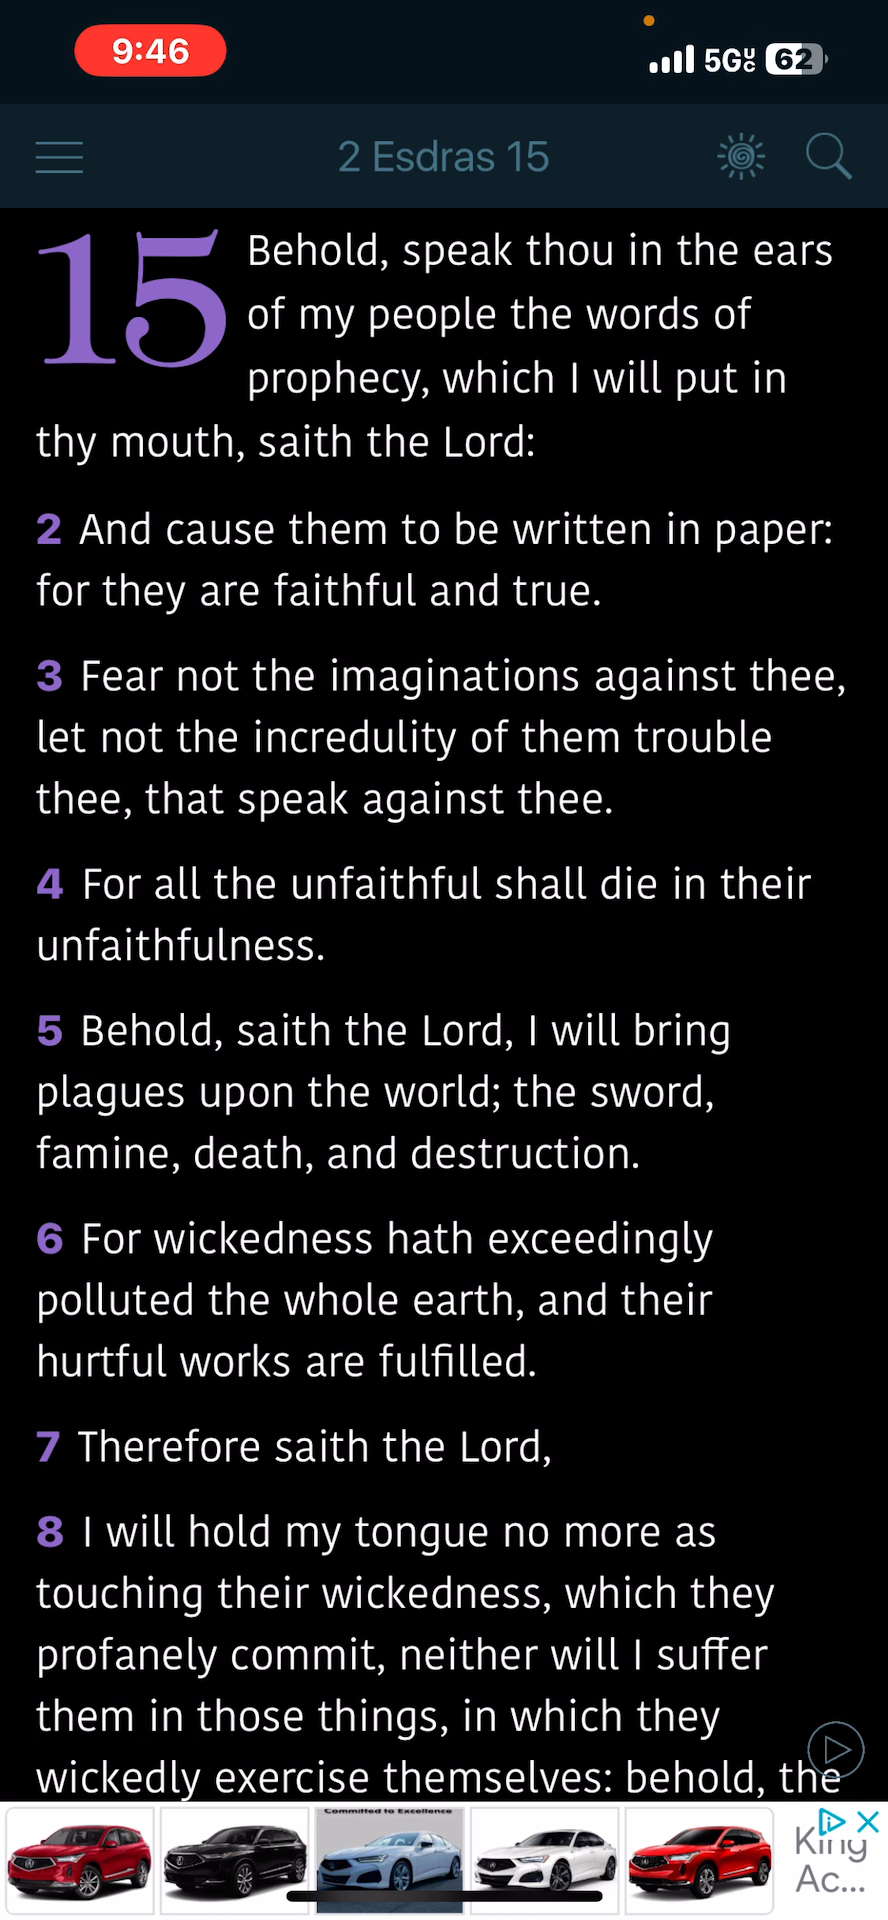 9:46
5GUC 62
2 Esdras 15
15 Behold, speak thou in the ears
of my people the words of
prophecy, which I will put in
thy mouth, saith the Lord:
2 And cause them to be written in paper:
for they are faithful and true.
3 Fear not the imaginations against thee,
let not the incredulity of them trouble
thee, that speak against thee.
4 For all the unfaithful shall die in their
unfaithfulness.
5 Behold, saith the Lord, I will bring
plagues upon the world; the sword,
famine, death, and destruction.
6 For wickedness hath exceedingly
polluted the whole earth, and their
hurtful works are fulfilled.
7 Therefore saith the Lord,
8 I will hold my tongue no more as
touching their wickedness, which they
profanely commit, neither will I suffer
them in those things, in which they
wickedly exercise themselves: behold, the
Committed to Excellence
King
Ac...